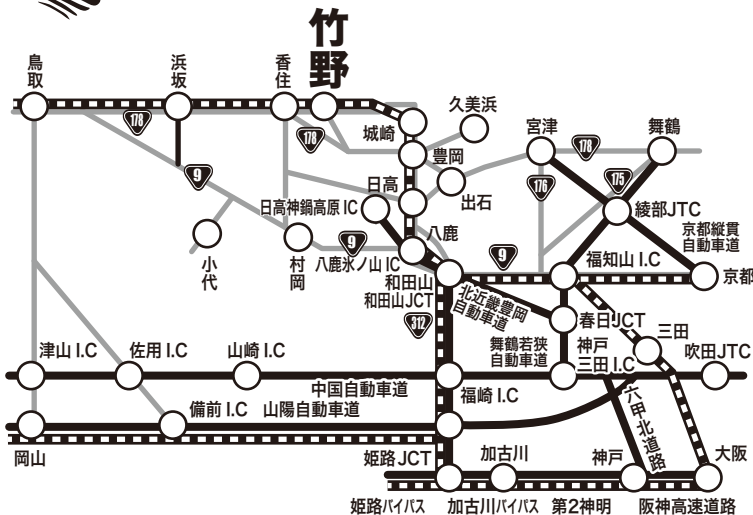 竹野
鳥取
浜坂
香住
久美浜
宮津
舞鶴
178
178
178
城崎
豊岡
9
176
175
日高
出石
日高神鍋高原 IC
綾部JTC
京都縦貫
自動車道
八鹿
小代
村岡
9
八鹿氷ノ山 IC
9
福知山 I.C
京都
和田山
和田山JCT
北近畿豊岡
自動車道
312
春日JCT
舞鶴若狭
自動車道
神戸
三田 I.C
三田
吹田JTC
津山 I.C
佐用 I.C
山崎 I.C
中国自動車道
福崎 I.C
備前 I.C
山陽自動車道
六甲北道路
岡山
姫路JCT
加古川
神戸
大阪
姫路バイパス
加古川バイパス
第2神明
阪神高速道路